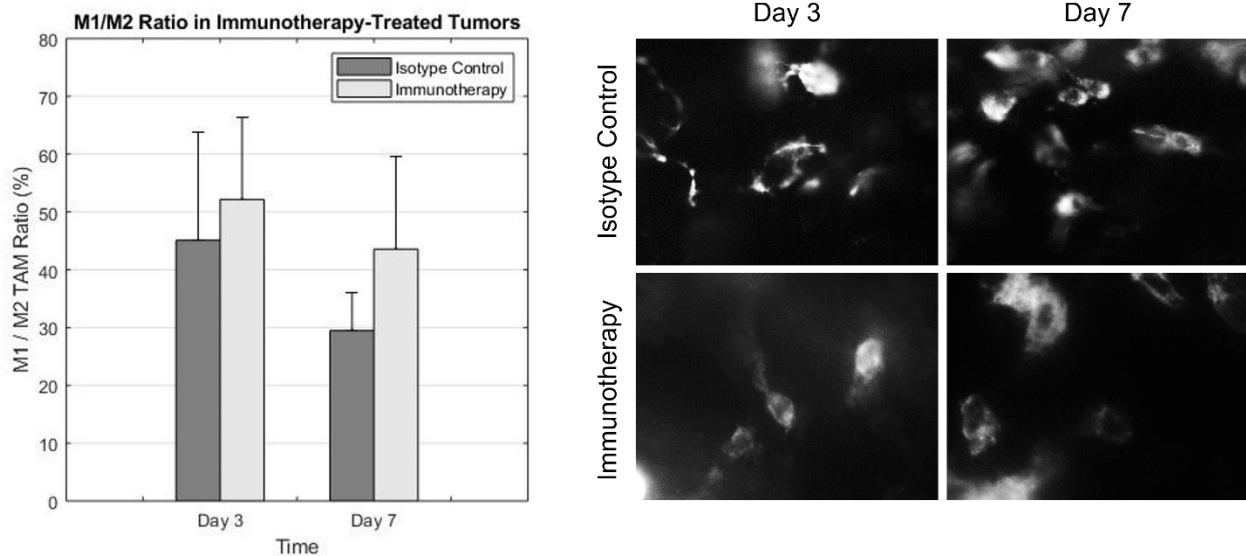 M1/M2 Ratio in Immunotherapy-Treated Tumors
80
70
60
50
40
30
20
10
0
M1 / M2 TAM Ratio (%)
Isotype Control
Immunotherapy
Day 3
Day 7
Time
Day 3
Day 7
Isotype Control
Immunotherapy